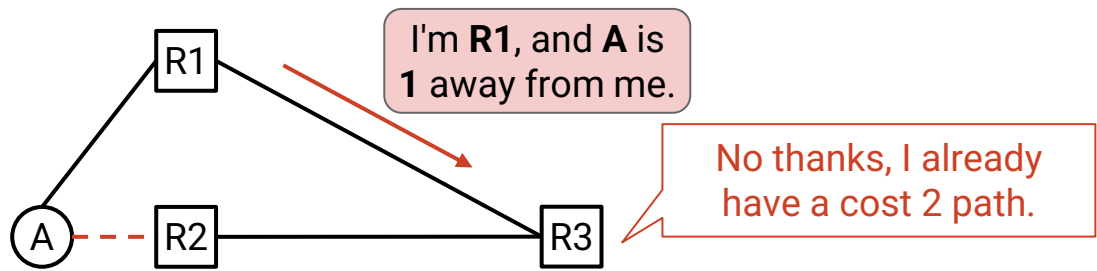 R1
I'm R1, and A is
1 away from me.
No thanks, I already
have a cost 2 path.
A
R2
R3